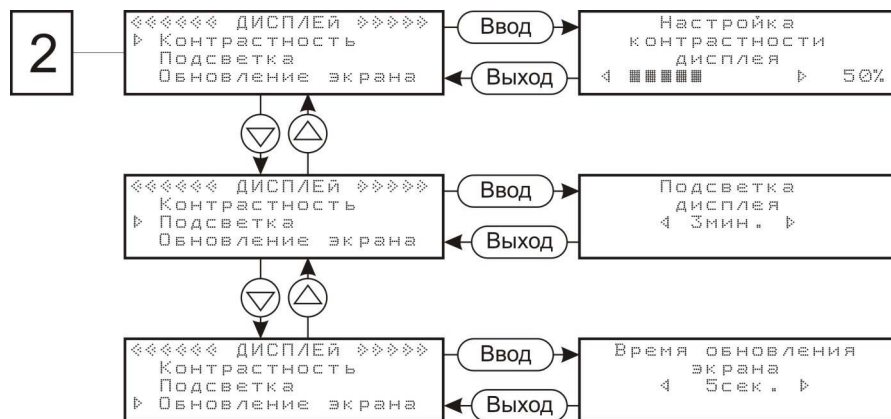 2
<<<<<< ДИСПЛЕЙ >>>>>
▷ Контрастность
Подсветка
Обновление экрана
Ввод
Выход
Настройка
контрастности
дисплея
◁ ▦▦▦▦▦ ▷ 50%
<<<<<< ДИСПЛЕЙ >>>>>
Контрастность
▷ Подсветка
Обновление экрана
Ввод
Выход
Подсветка
дисплея
◁ 3мин. ▷
<<<<<< ДИСПЛЕЙ >>>>>
Контрастность
Подсветка
▷ Обновление экрана
Ввод
Выход
Время обновления
экрана
◁ 5сек. ▷